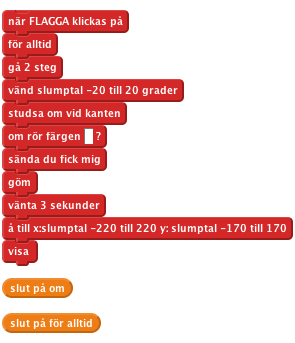 när FLAGGA klickas på
för alltid
gå 2 steg
vänd slumptal -20 till 20 grader
studsa om vid kanten
om rör färgen ?
sända du fick mig
göm
vänta 3 sekunder
å till x:slumptal -220 till 220 y: slumptal -170 till 170
visa
slut på om
slut på för alltid